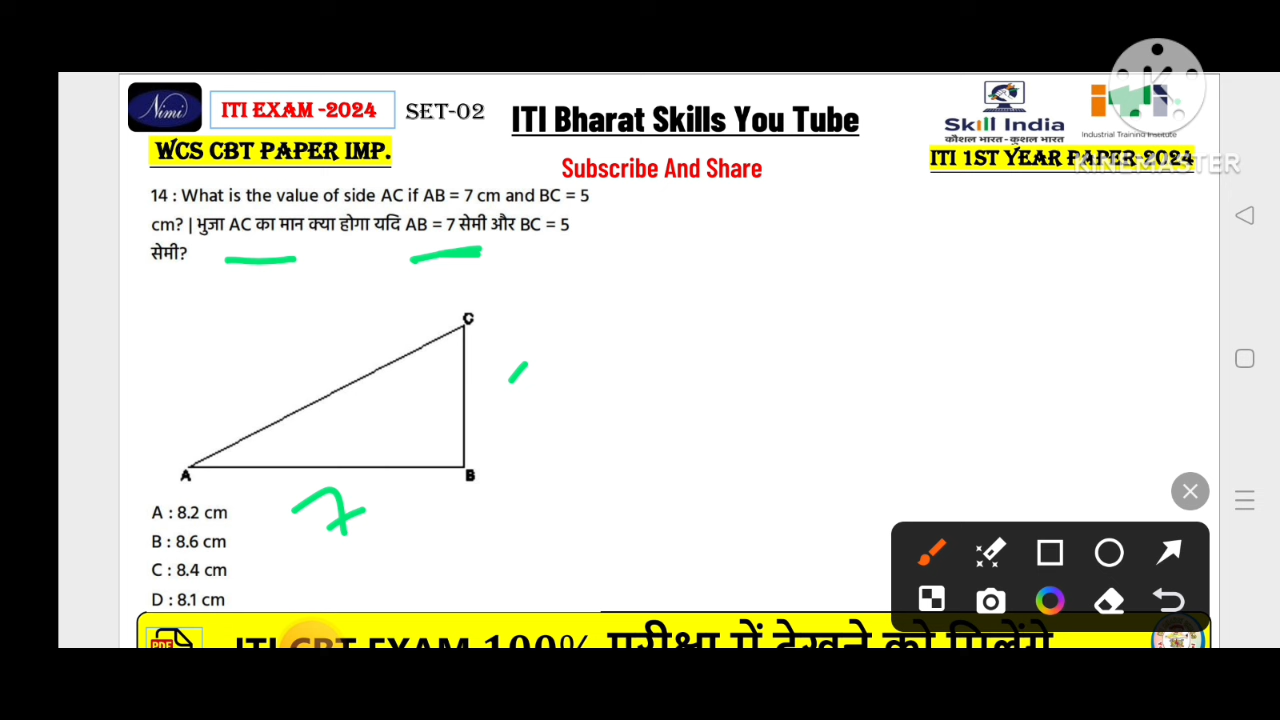 Nimi
ITI EXAM -2024
SET-02
ITI Bharat Skills You Tube
Skill India
कौशल भारत-कुशल भारत
Industrial Training Institute
WCS CBT PAPER IMP.
Subscribe And Share
ITI 1ST YEAR PAPER 2024
KINEMASTER
14 : What is the value of side AC if AB = 7 cm and BC = 5
cm? | भुजा AC का मान क्या होगा यदि AB = 7 सेमी और BC = 5
सेमी?
C
A
B
7
A : 8.2 cm
B : 8.6 cm
C : 8.4 cm
D : 8.1 cm
PDF
ITI CBT EXAM 100% परीक्षा में देखने को मिलेंगे